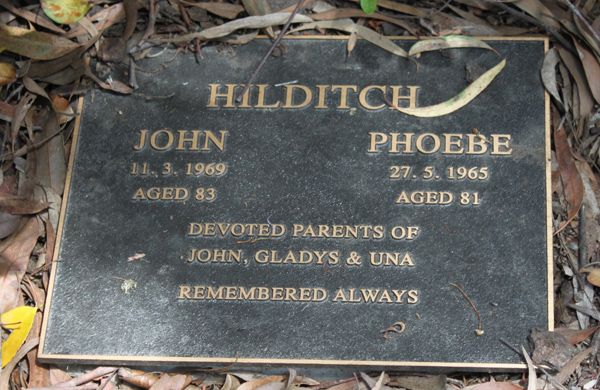 HILDITCH
JOHN PHOEBE
11. 3. 1969 27. 5. 1965
AGED 83 AGED 81
DEVOTED PARENTS OF
JOHN, GLADYS & UNA
REMEMBERED ALWAYS